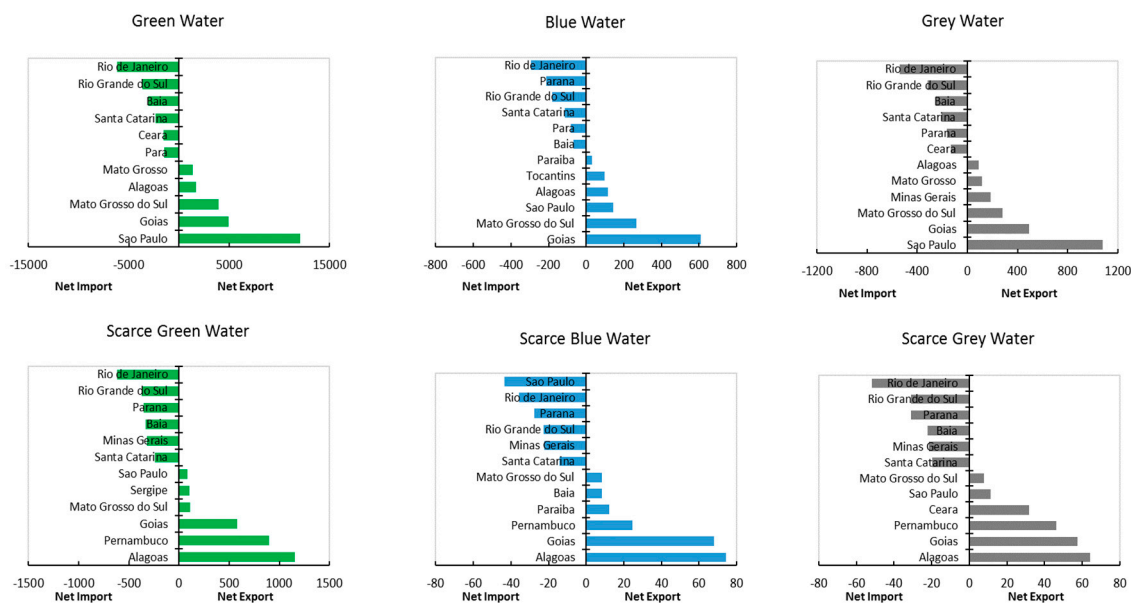 Green Water
Rio de Janeiro
Rio Grande do Sul
Baia
Santa Catarina
Ceara
Para
Mato Grosso
Alagoas
Mato Grosso do Sul
Goias
Sao Paulo
-15000 -5000 5000 15000
Net Import Net Export
Blue Water
Rio de Janeiro
Parana
Rio Grande do Sul
Santa Catarina
Para
Baia
Paraiba
Tocantins
Alagoas
Sao Paulo
Mato Grosso do Sul
Goias
-800 -600 -400 -200 0 200 400 600 800
Net Import Net Export
Grey Water
Rio de Janeiro
Rio Grande do Sul
Baia
Santa Catarina
Parana
Ceara
Alagoas
Mato Grosso
Minas Gerais
Mato Grosso do Sul
Goias
Sao Paulo
-1200 -800 -400 0 400 800 1200
Net Import Net Export
Scarce Green Water
Rio de Janeiro
Rio Grande do Sul
Parana
Baia
Minas Gerais
Santa Catarina
Sao Paulo
Sergipe
Mato Grosso do Sul
Goias
Pernambuco
Alagoas
-1500 -1000 -500 0 500 1000 1500
Net Import Net Export
Scarce Blue Water
Sao Paulo
Rio de Janeiro
Parana
Rio Grande do Sul
Minas Gerais
Santa Catarina
Mato Grosso do Sul
Baia
Paraiba
Pernambuco
Goias
Alagoas
-80 -60 -40 -20 0 20 40 60 80
Net Import Net Export
Scarce Grey Water
Rio de Janeiro
Rio Grande do Sul
Parana
Baia
Minas Gerais
Santa Catarina
Mato Grosso do Sul
Sao Paulo
Ceara
Pernambuco
Goias
Alagoas
-80 -60 -40 -20 0 20 40 60 80
Net Import Net Export